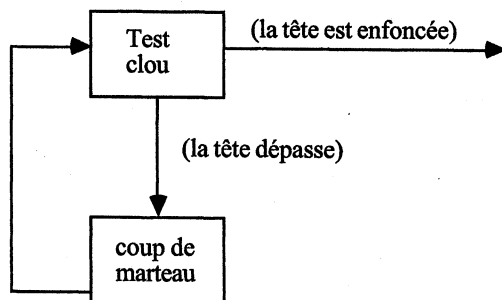 Test
clou
(la tête est enfoncée)
(la tête dépasse)
coup de
marteau